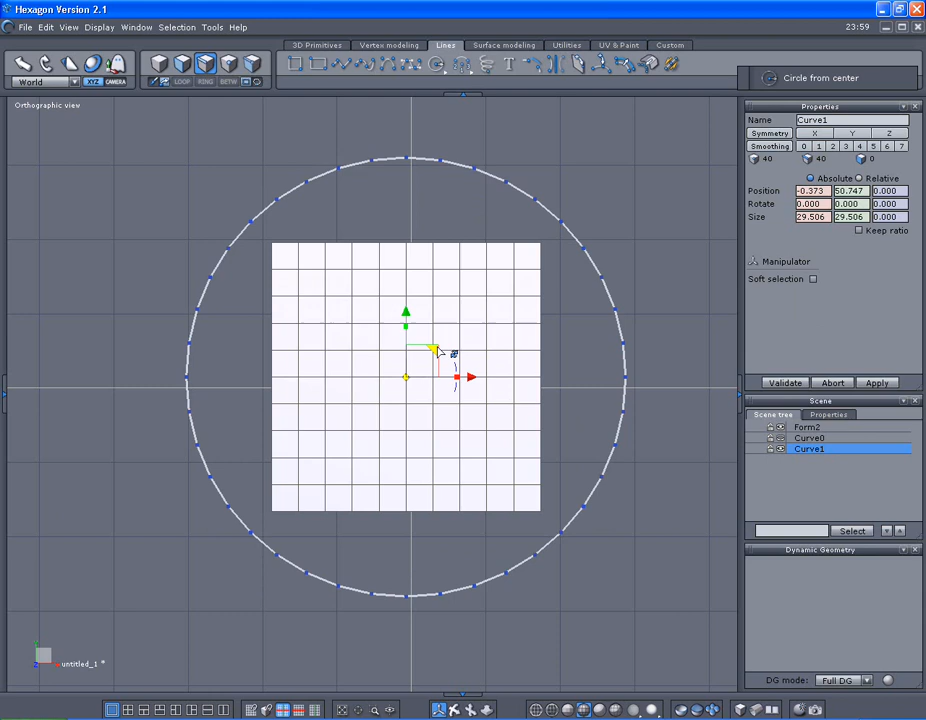 Hexagon Version 2.1
File Edit View Display Window Selection Tools Help
23:59
3D Primitives Vertex modeling Lines Surface modeling Utilities UV & Paint Custom
World XYZ CAMERA
LOOP RING BETW
Circle from center
Orthographic view
Properties
Name Curve1
Symmetry X Y Z
Smoothing 0 1 2 3 4 5 6 7
40 40 0
Absolute Relative
Position -0.373 50.747 0.000
Rotate 0.000 0.000 0.000
Size 29.506 29.506 0.000
Keep ratio
Manipulator
Soft selection
Validate Abort Apply
Scene
Scene tree Properties
Form2
Curve0
Curve1
Select
Dynamic Geometry
untitled_1 *
DG mode: Full DG